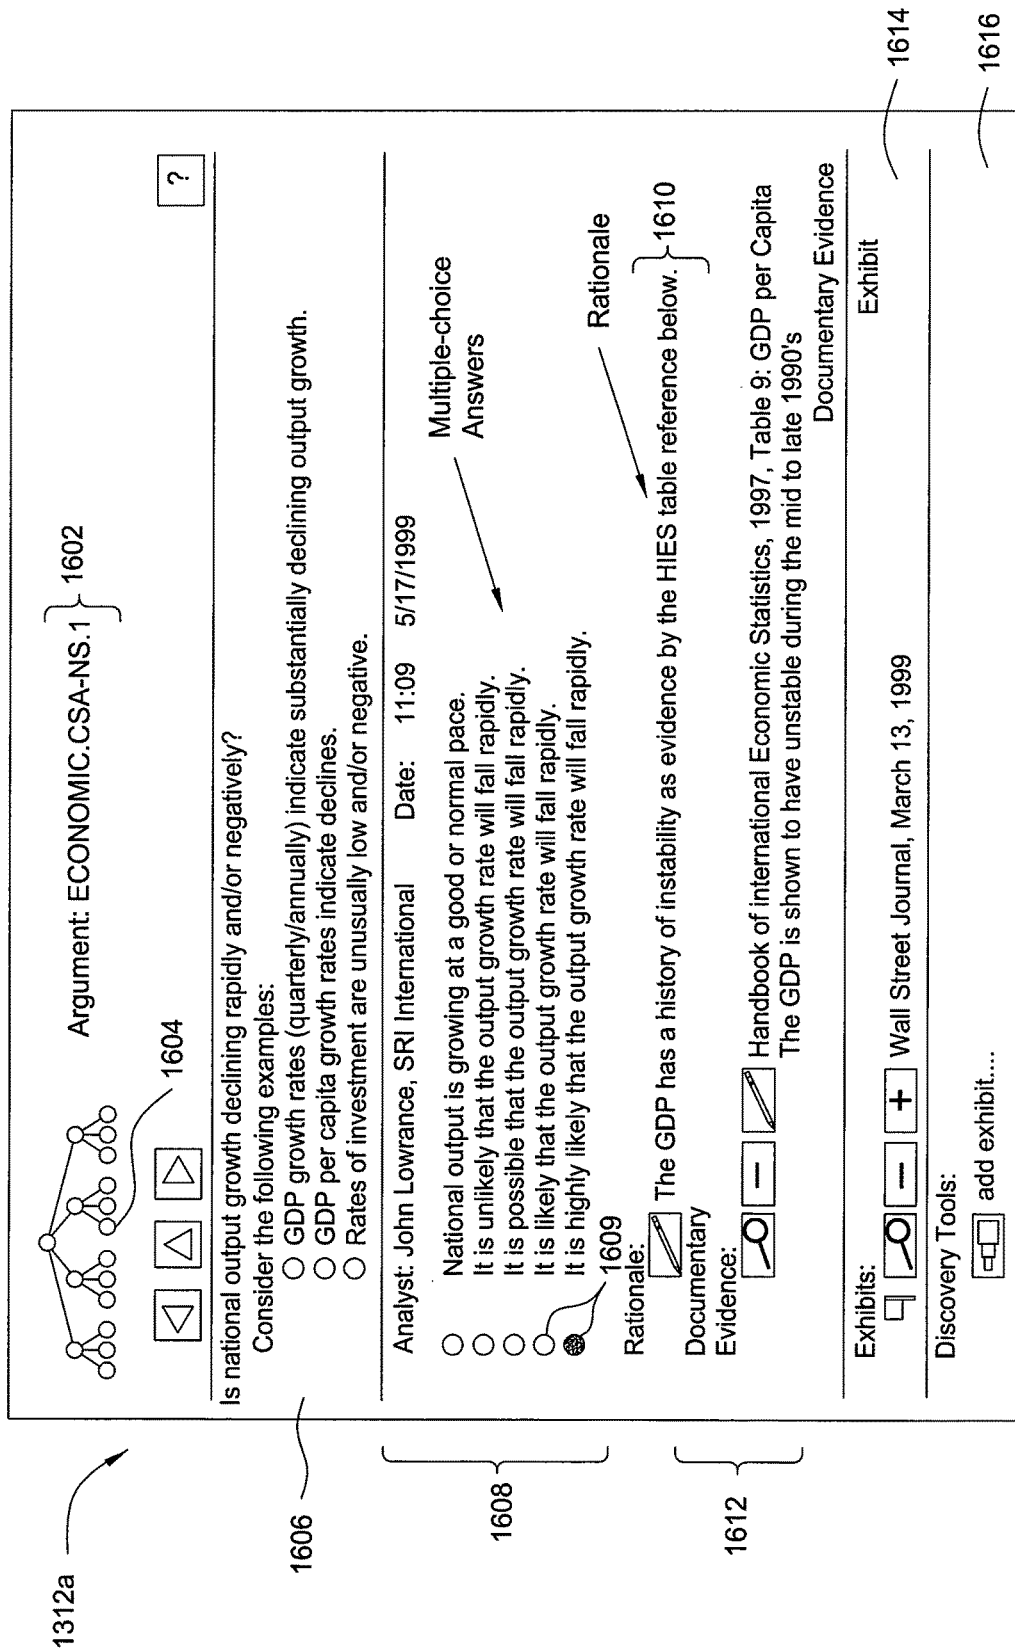 1312a
Argument: ECONOMIC.CSA-NS.1
1602
1604
?
Is national output growth declining rapidly and/or negatively?
Consider the following examples:
GDP growth rates (quarterly/annually) indicate substantially declining output growth.
GDP per capita growth rates indicate declines.
Rates of investment are unusually low and/or negative.
1606
Analyst: John Lowrance, SRI International Date: 11:09 5/17/1999
National output is growing at a good or normal pace.
It is unlikely that the output growth rate will fall rapidly.
It is possible that the output growth rate will fall rapidly.
It is likely that the output growth rate will fall rapidly.
It is highly likely that the output growth rate will fall rapidly.
Multiple-choice
Answers
1608
1609
Rationale:
The GDP has a history of instability as evidence by the HIES table reference below.
Rationale
1610
Documentary
Evidence:
Handbook of international Economic Statistics, 1997, Table 9: GDP per Capita
The GDP is shown to have unstable during the mid to late 1990's
Documentary Evidence
1612
Exhibits:
Wall Street Journal, March 13, 1999
Exhibit
1614
Discovery Tools:
add exhibit....
1616